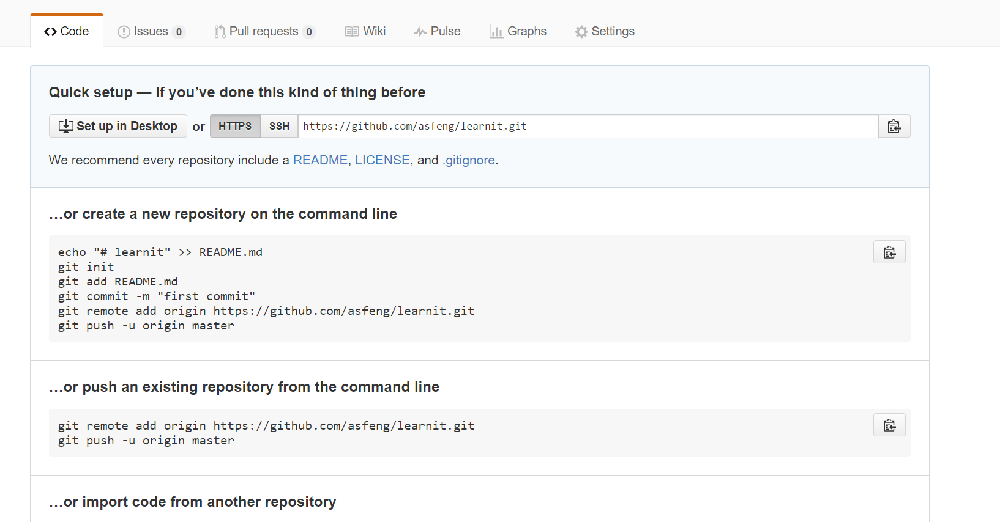 Code Issues 0 Pull requests 0 Wiki Pulse Graphs Settings
Quick setup — if you’ve done this kind of thing before
Set up in Desktop or HTTPS SSH https://github.com/asfeng/learnit.git
We recommend every repository include a README, LICENSE, and .gitignore.
…or create a new repository on the command line
echo "# learnit" >> README.md
git init
git add README.md
git commit -m "first commit"
git remote add origin https://github.com/asfeng/learnit.git
git push -u origin master
…or push an existing repository from the command line
git remote add origin https://github.com/asfeng/learnit.git
git push -u origin master
…or import code from another repository